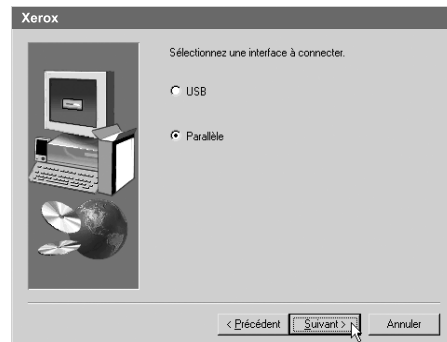 Xerox
Sélectionnez une interface à connecter.
USB
Parallèle
< Précédent Suivant > Annuler